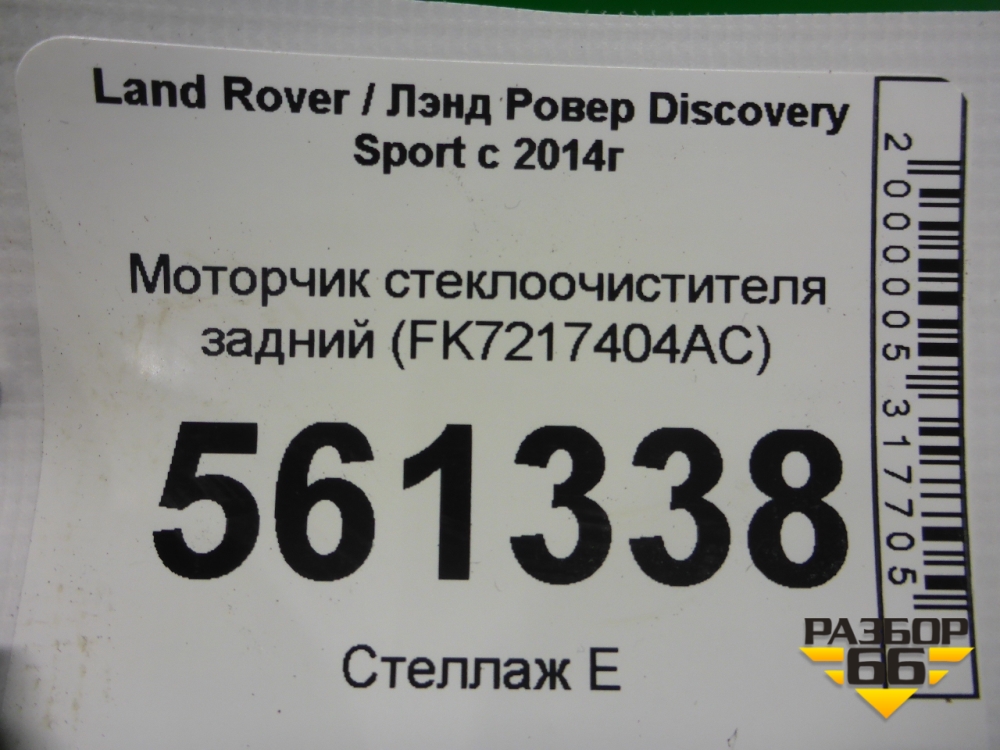 Land Rover / Лэнд Ровер Discovery
Sport с 2014г
Моторчик стеклоочистителя
задний (FK7217404AC)
561338
Стеллаж E
2000005317705
РАЗБОР
66